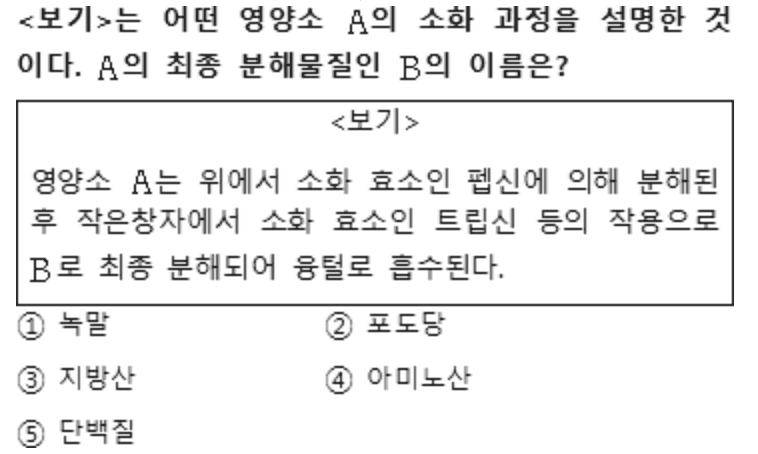 <보기>는 어떤 영양소 A의 소화 과정을 설명한 것
이다. A의 최종 분해물질인 B의 이름은?
<보기>
영양소 A는 위에서 소화 효소인 펩신에 의해 분해된
후 작은창자에서 소화 효소인 트립신 등의 작용으로
B로 최종 분해되어 융털로 흡수된다.
① 녹말 ② 포도당
③ 지방산 ④ 아미노산
⑤ 단백질